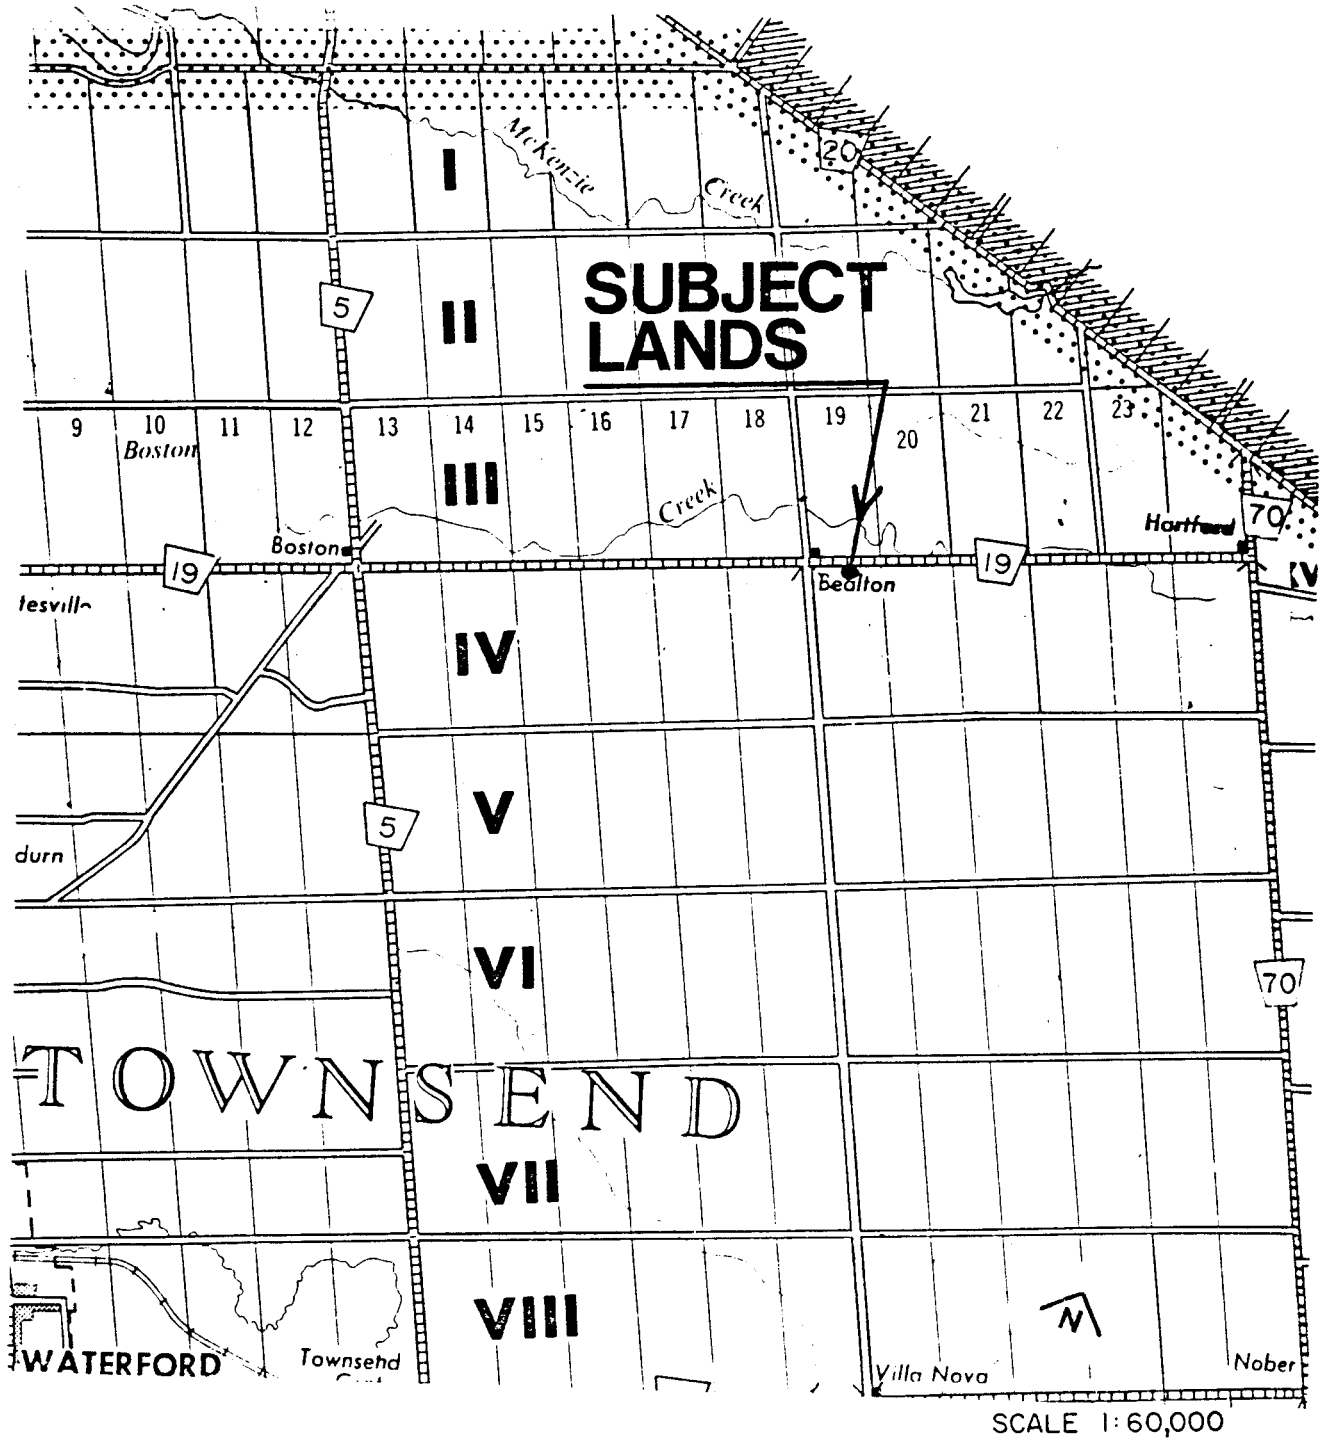 McKenzie
20
I
Creek
SUBJECT
LANDS
5
II
9 10 11 12 13 14 15 16 17 18 19 20 21 22 23
Boston
III
Creek
70
Hartford
Boston
19
19
Bealton
IV
V
5
durn
VI
70
TOWNSEND
VII
VIII
N
WATERFORD
Townsend
Villa Nova
Nober
SCALE 1:60,000